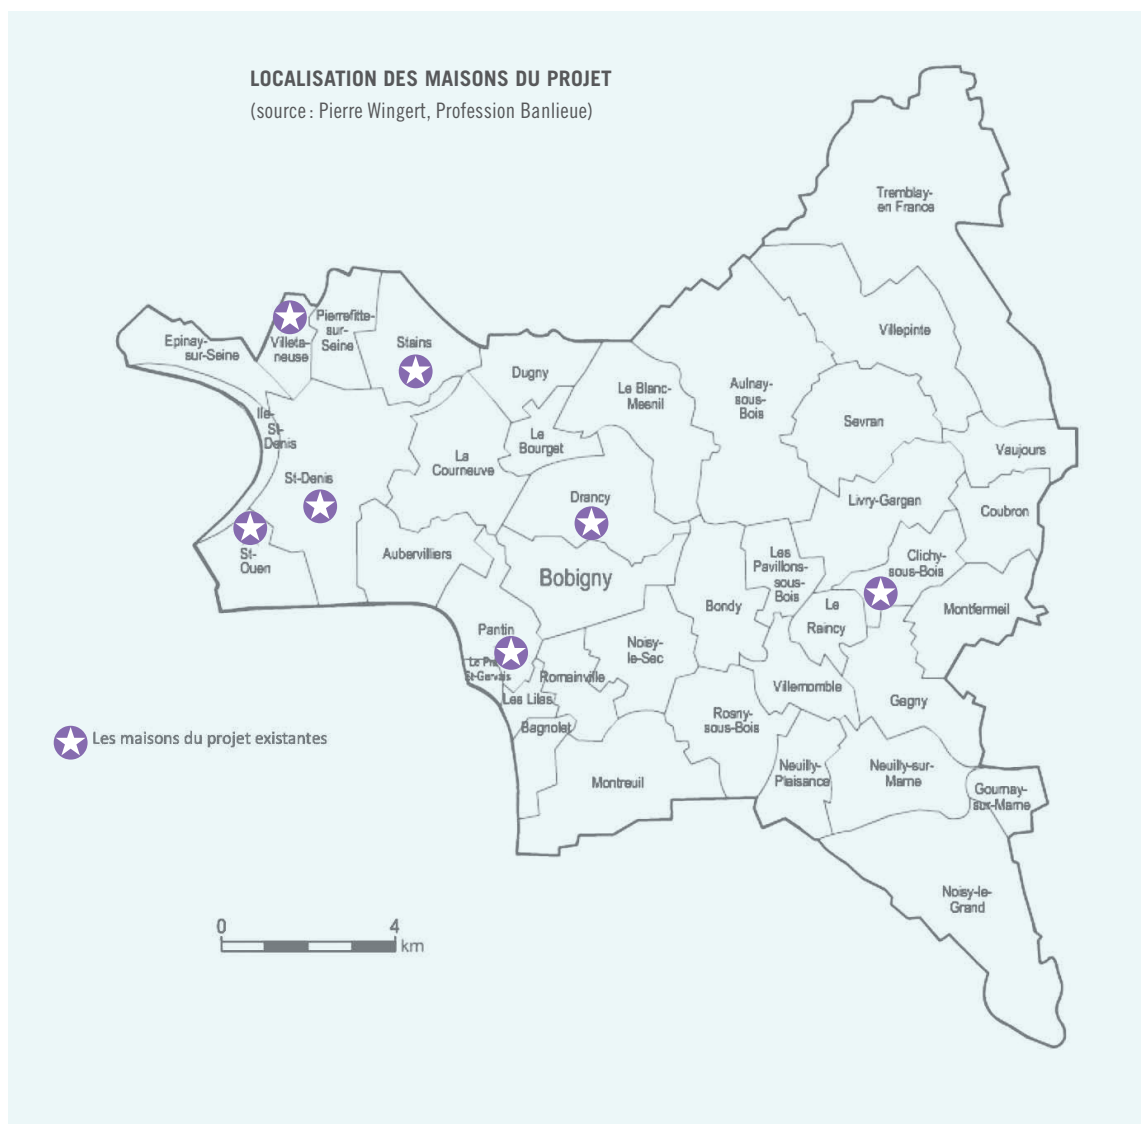 LOCALISATION DES MAISONS DU PROJET
(source : Pierre Wingert, Profession Banlieue)
Tremblay-
en France
Villepinte
Epinay-
sur-Seine
Villeta-
neuse
Pierrefitte-
sur-
Seine
Stains
Dugny
Le Blanc-
Mesnil
Aulnay-
sous-
Bois
Sevran
Vaujours
Ile-
St-
Denis
St-Denis
La
Courneuve
Le
Bourget
Drancy
Livry-Gargan
Coubron
St-
Ouen
Aubervilliers
Bobigny
Les
Pavillons-
sous-
Bois
Clichy-
sous-Bois
Bondy
Le
Raincy
Montfermeil
Pantin
Le
St-Gervais
Romainville
Noisy-
le-Sec
Les Lilas
Bagnolet
Villemomble
Gagny
Rosny-
sous-Bois
Montreuil
Neuilly-
Plaisance
Neuilly-sur-
Marne
Gournay-
sur-Marne
Noisy-le-
Grand
Les maisons du projet existantes
0 4
km